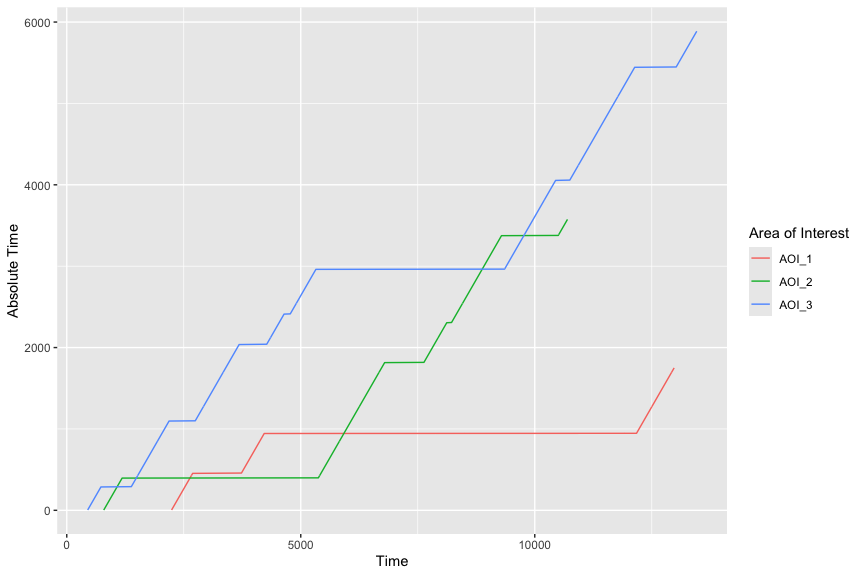 6000
4000
2000
0
Absolute Time
0
5000
10000
Time
Area of Interest
AOI_1
AOI_2
AOI_3